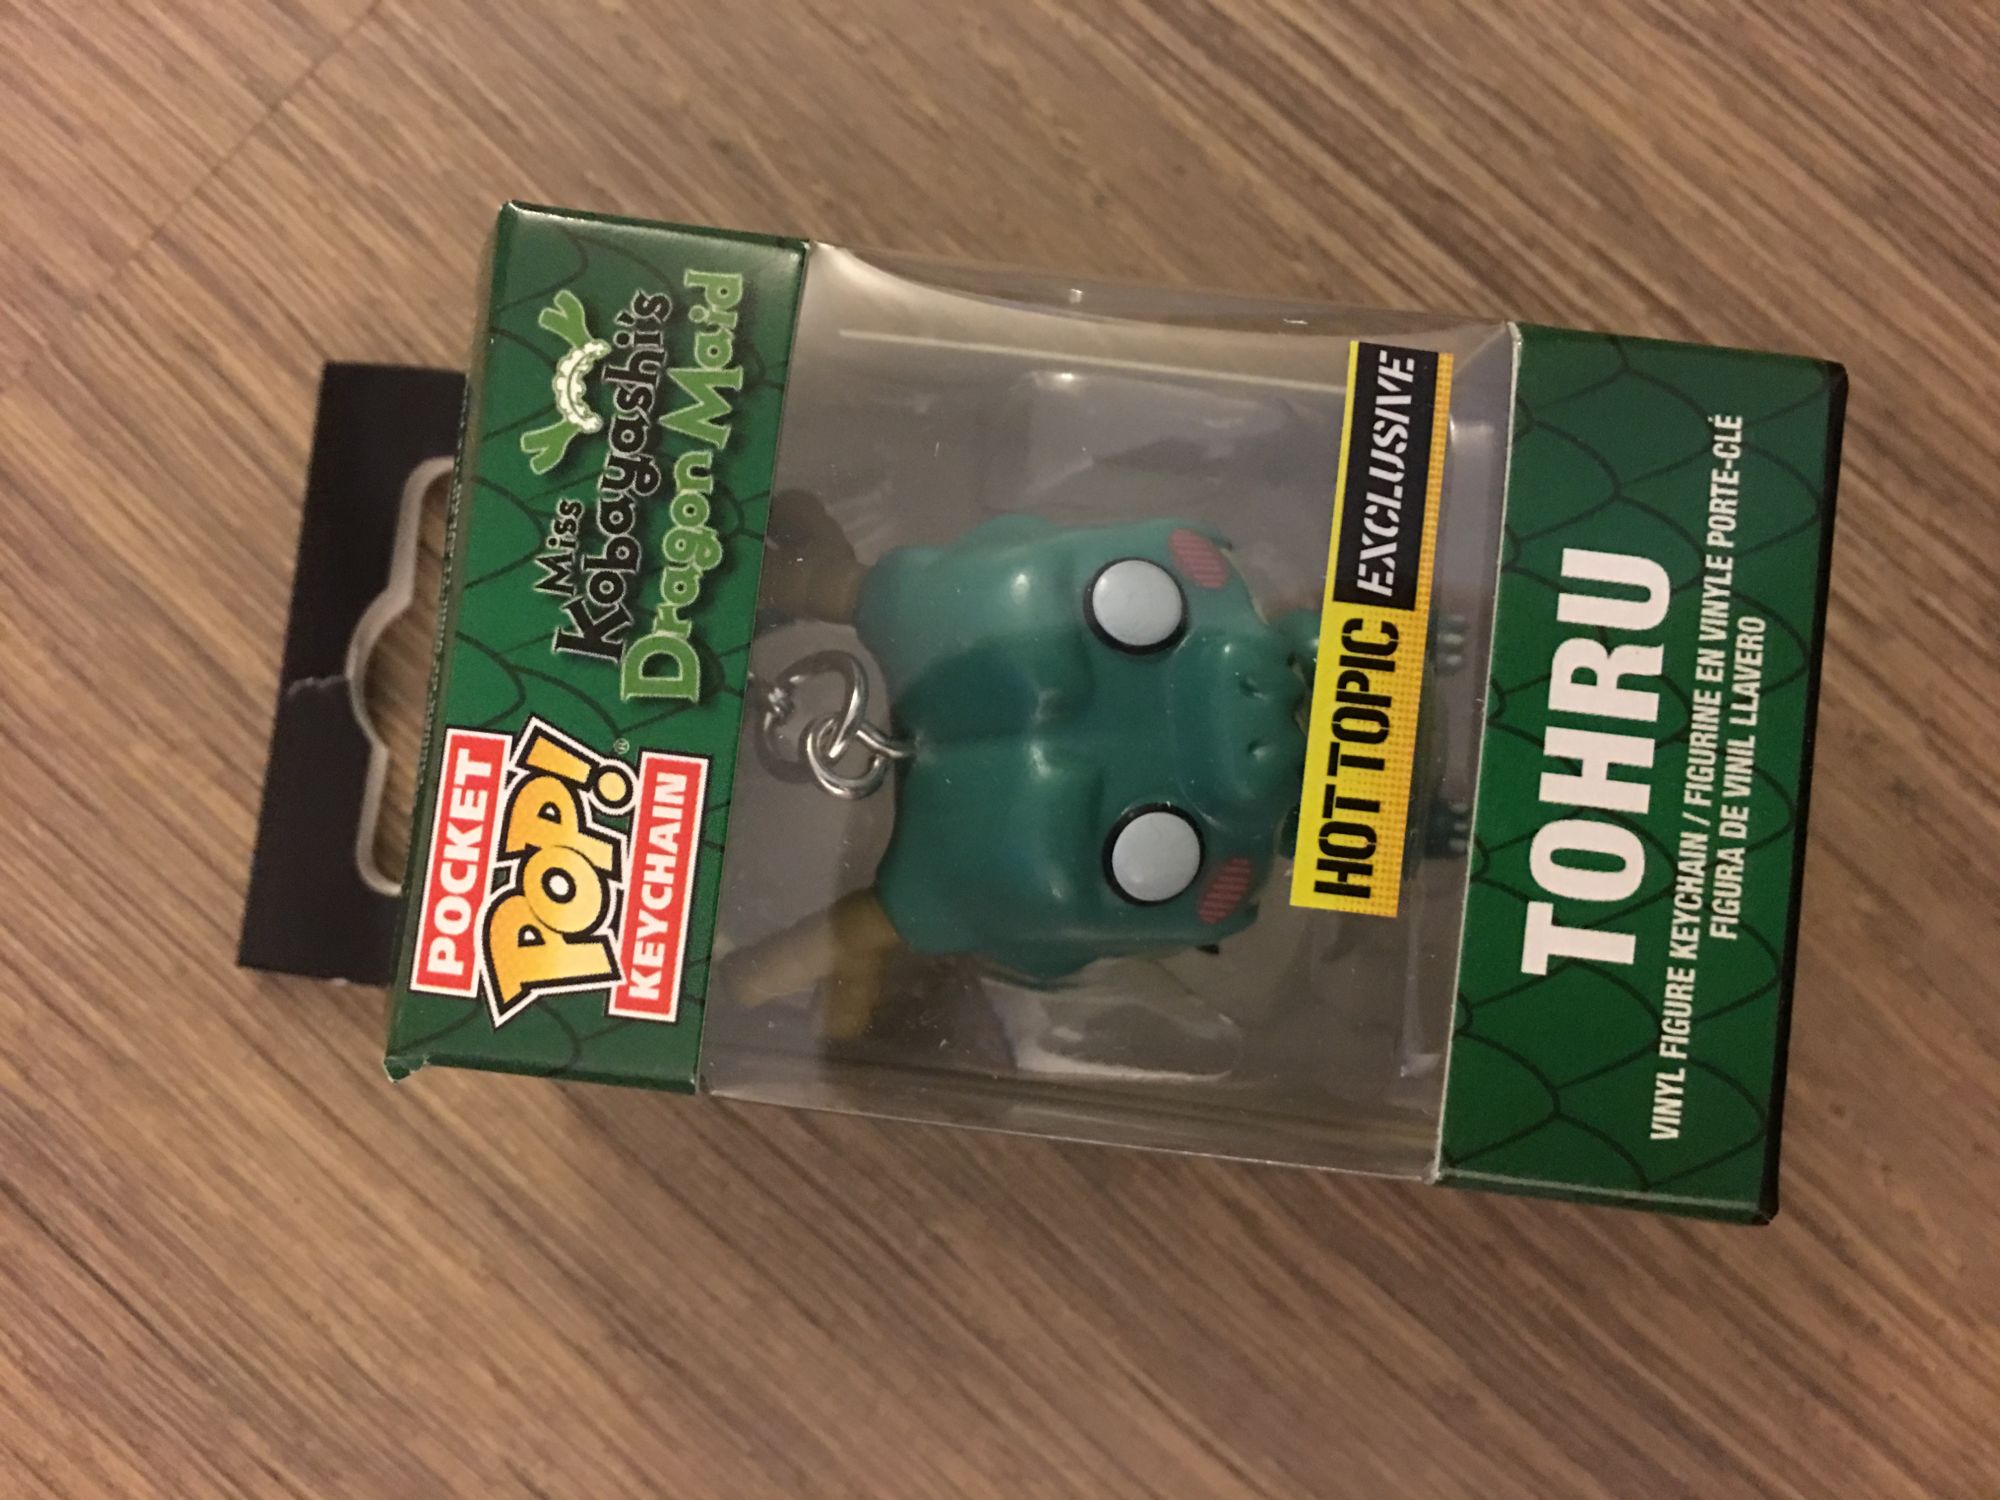 POCKET
POP!®
KEYCHAIN
Miss
Kobayashi's
Dragon Maid
HOT TOPIC EXCLUSIVE
TOHRU
VINYL FIGURE KEYCHAIN / FIGURINE EN VINYLE PORTE-CLÉ
FIGURA DE VINIL LLAVERO